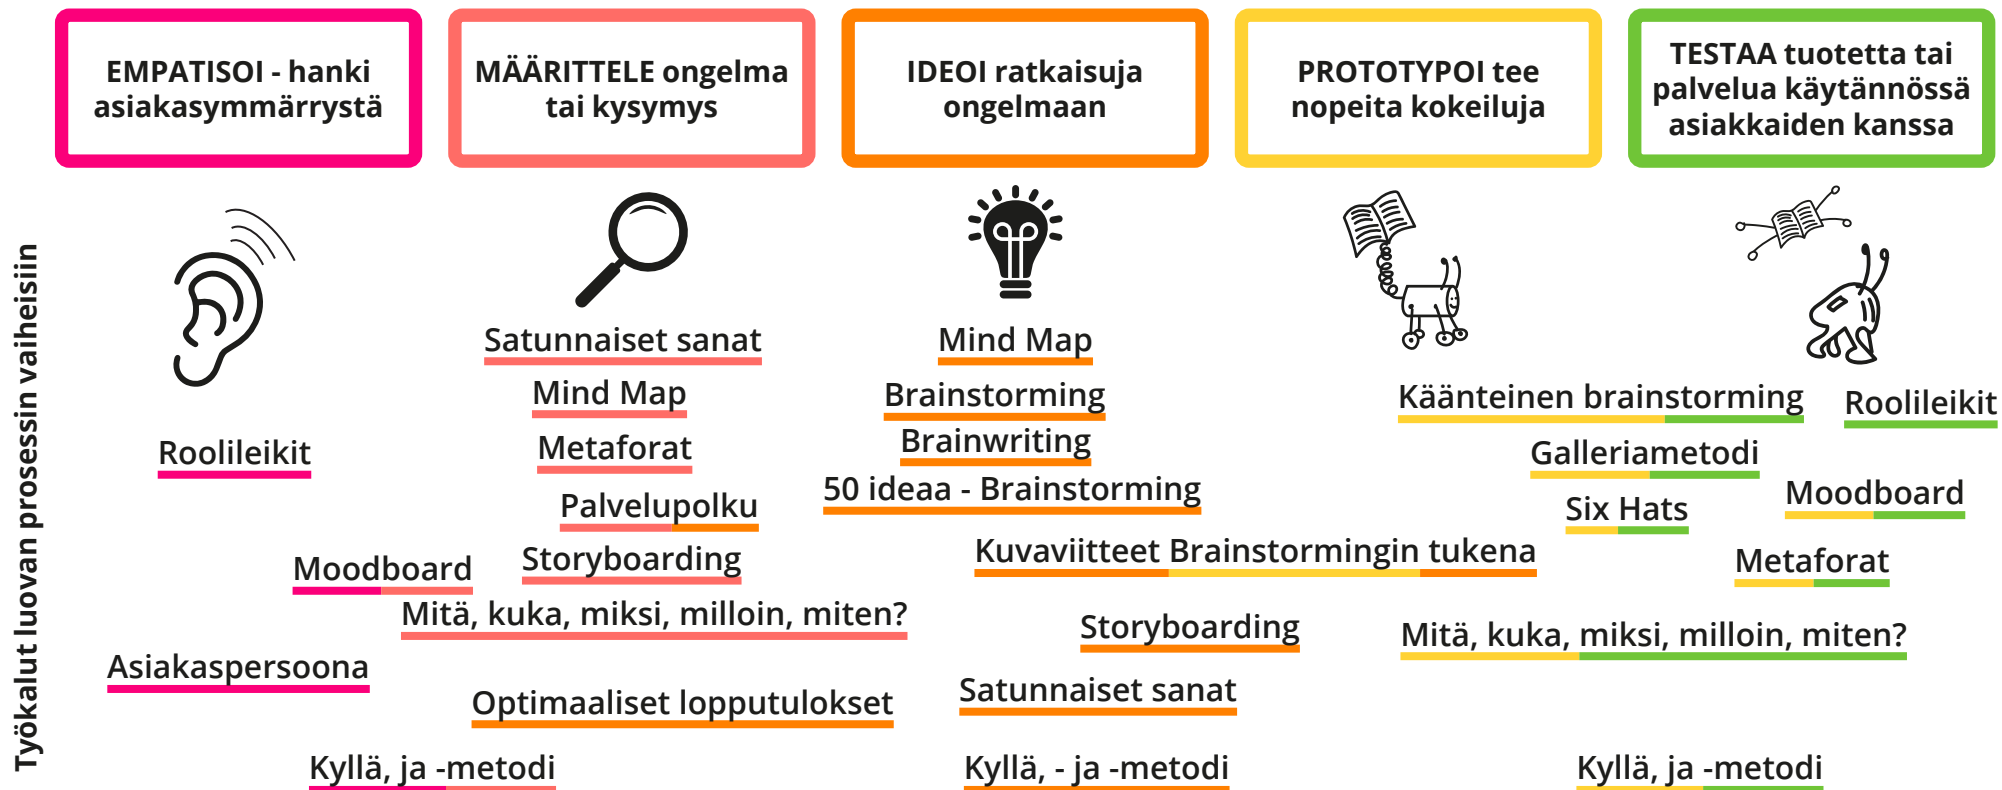 EMPATISOI - hanki
asiakasymmärrystä
MÄÄRITTELE ongelma
tai kysymys
IDEOI ratkaisuja
ongelmaan
PROTOTYPOI tee
nopeita kokeiluja
TESTAA tuotetta tai
palvelua käytännössä
asiakkaiden kanssa
Työkalut luovan prosessin vaiheisiin
Roolileikit
Moodboard
Asiakaspersoona
Kyllä, ja -metodi
Satunnaiset sanat
Mind Map
Metaforat
Palvelupolku
Storyboarding
Mitä, kuka, miksi, milloin, miten?
Optimaaliset lopputulokset
Mind Map
Brainstorming
Brainwriting
50 ideaa - Brainstorming
Kuvaviitteet Brainstormingin tukena
Storyboarding
Satunnaiset sanat
Kyllä, - ja -metodi
Käänteinen brainstorming
Roolileikit
Galleriametodi
Moodboard
Six Hats
Metaforat
Mitä, kuka, miksi, milloin, miten?
Kyllä, ja -metodi